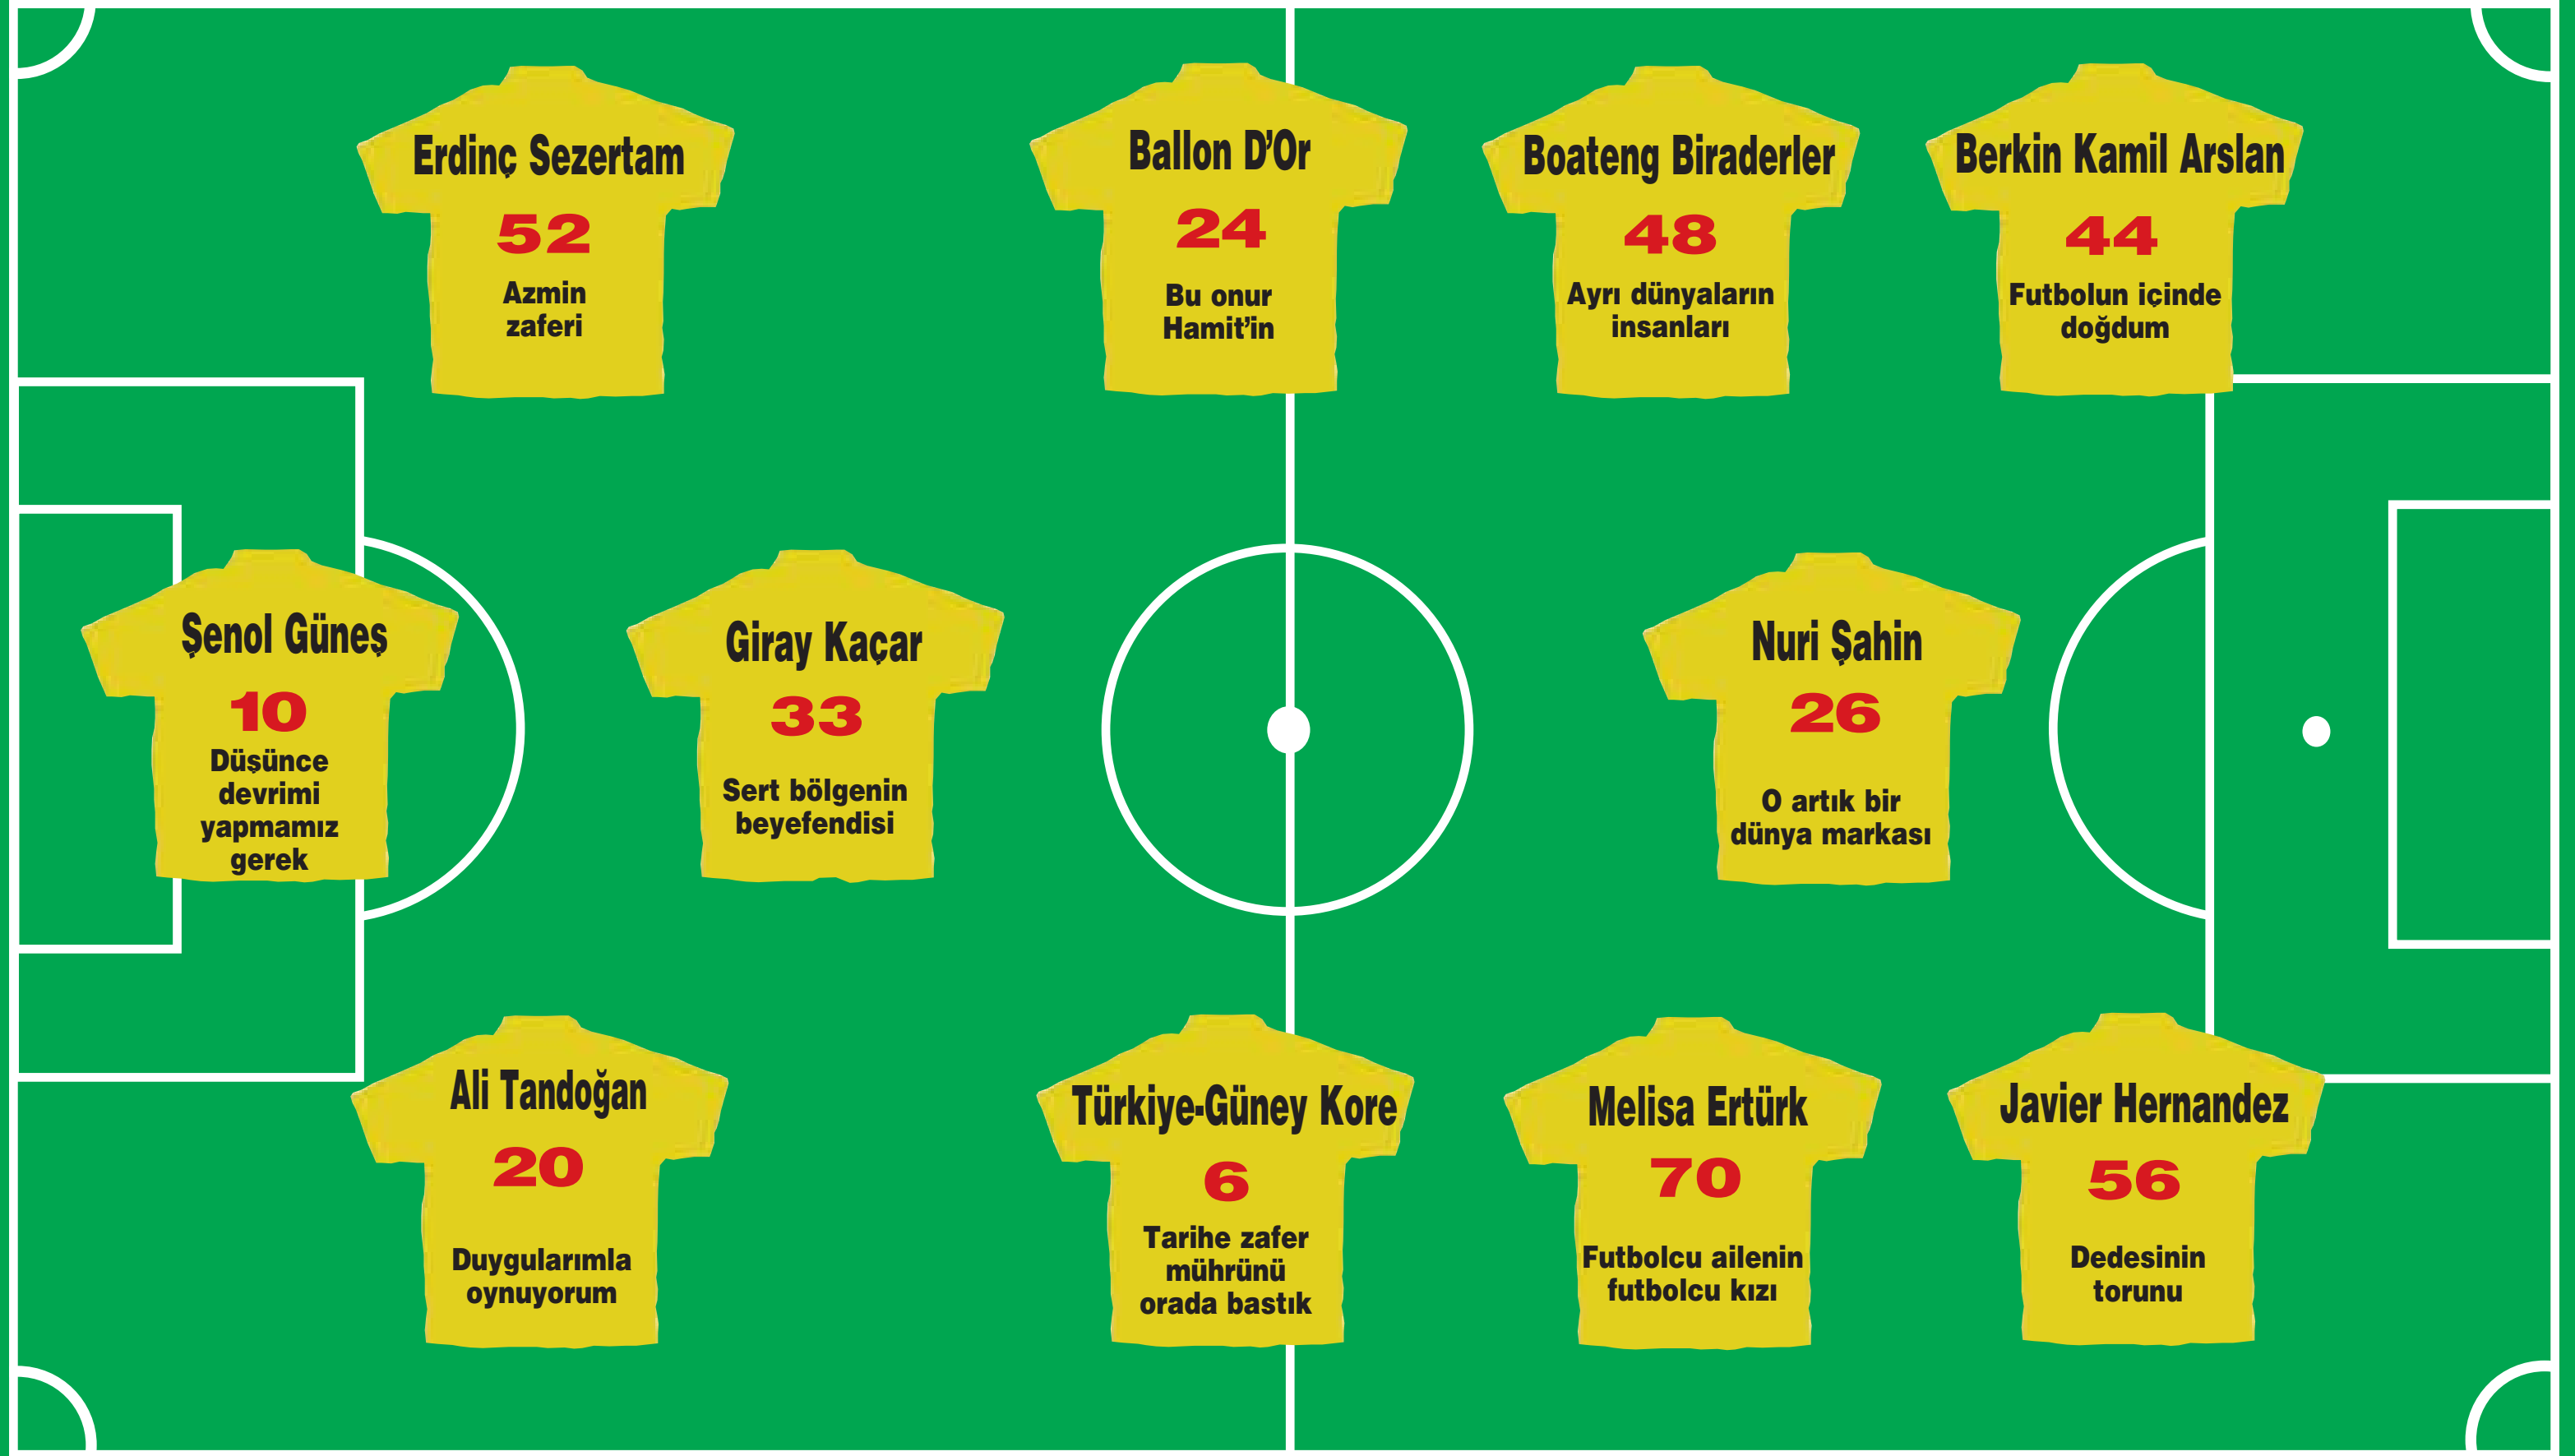 Erdinç Sezertam
52
Azmin
zaferi
Ballon D’Or
24
Bu onur
Hamit’in
Boateng Biraderler
48
Ayrı dünyaların
insanları
Berkin Kamil Arslan
44
Futbolun içinde
doğdum
Şenol Güneş
10
Düşünce
devrimi
yapmamız
gerek
Giray Kaçar
33
Sert bölgenin
beyefendisi
Nuri Şahin
26
O artık bir
dünya markası
Ali Tandoğan
20
Duygularımla
oynuyorum
Türkiye-Güney Kore
6
Tarihe zafer
mührünü
orada bastık
Melisa Ertürk
70
Futbolcu ailenin
futbolcu kızı
Javier Hernandez
56
Dedesinin
torunu